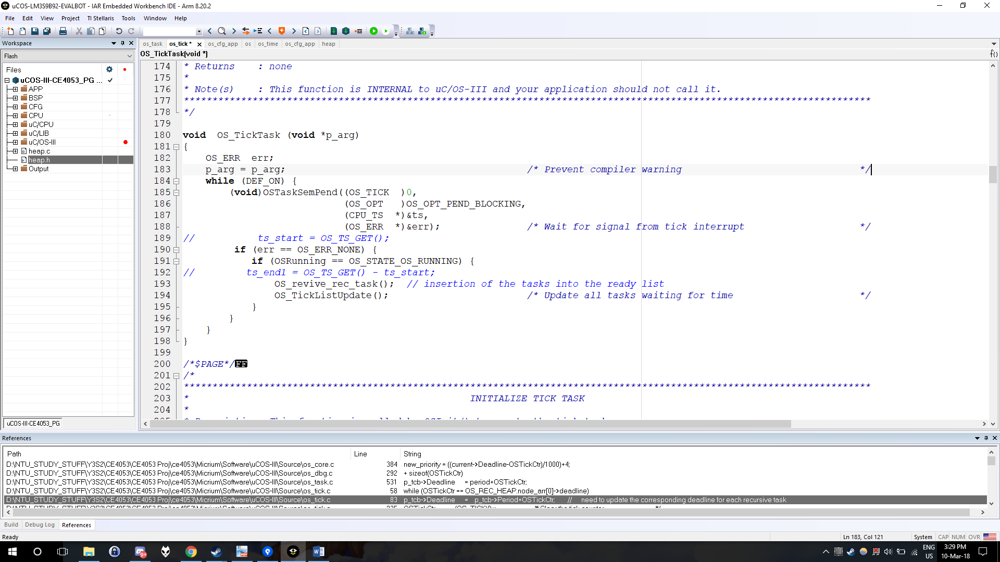 uCOS-LM3S9B92-EVALBOT - IAR Embedded Workbench IDE - Arm 8.20.2
File Edit View Project TI Stellaris Tools Window Help
Workspace
os_task os_tick * os_cfg_app os os_time os_cfg_app heap
Flash
OS_TickTask(void *)
f()
Files
uCOS-III-CE4053_PG ...
APP
BSP
CFG
CPU
uC/CPU
uC/LIB
uC/OS-III
heap.c
heap.h
Output
uCOS-III-CE4053_PG
174 * Returns    : none
175 *
176 * Note(s)    : This function is INTERNAL to uC/OS-III and your application should not call it.
177 ************************************************************************************************************************
178 */
179
180 void  OS_TickTask (void *p_arg)
181 {
182     OS_ERR  err;
183     p_arg = p_arg;                                          /* Prevent compiler warning                               */
184     while (DEF_ON) {
185         (void)OSTaskSemPend((OS_TICK  )0,
186                             (OS_OPT   )OS_OPT_PEND_BLOCKING,
187                             (CPU_TS  *)&ts,
188                             (OS_ERR  *)&err);               /* Wait for signal from tick interrupt                    */
189 //           ts_start = OS_TS_GET();
190         if (err == OS_ERR_NONE) {
191             if (OSRunning == OS_STATE_OS_RUNNING) {
192 //         ts_end1 = OS_TS_GET() - ts_start;
193                 OS_revive_rec_task();  // insertion of the tasks into the ready list
194                 OS_TickListUpdate();                        /* Update all tasks waiting for time                      */
195             }
196         }
197     }
198 }
199
200 /*$PAGE*/FF
201 /*
202 ************************************************************************************************************************
203 *                                                 INITIALIZE TICK TASK
204 *
References
Path Line String
D:\NTU_STUDY_STUFF\Y3S2\CE4053\CE4053 Proj\ce4053\Micrium\Software\uCOS-III\Source\os_core.c 384 new_priority = ((current->Deadline-OSTickCtr)/1000)+4;
D:\NTU_STUDY_STUFF\Y3S2\CE4053\CE4053 Proj\ce4053\Micrium\Software\uCOS-III\Source\os_dbg.c 292 + sizeof(OSTickCtr)
D:\NTU_STUDY_STUFF\Y3S2\CE4053\CE4053 Proj\ce4053\Micrium\Software\uCOS-III\Source\os_task.c 531 p_tcb->Deadline = period+OSTickCtr;
D:\NTU_STUDY_STUFF\Y3S2\CE4053\CE4053 Proj\ce4053\Micrium\Software\uCOS-III\Source\os_tick.c 58 while (OSTickCtr == OS_REC_HEAP.node_arr[0]->deadline)
D:\NTU_STUDY_STUFF\Y3S2\CE4053\CE4053 Proj\ce4053\Micrium\Software\uCOS-III\Source\os_tick.c 83 p_tcb->Deadline = p_tcb->Period+OSTickCtr; // need to update the corresponding deadline for each recursive task
Build Debug Log References
Ready Ln 183, Col 121 System CAP NUM OVR
9+
PDF
ENG
US
3:29 PM
10-Mar-18